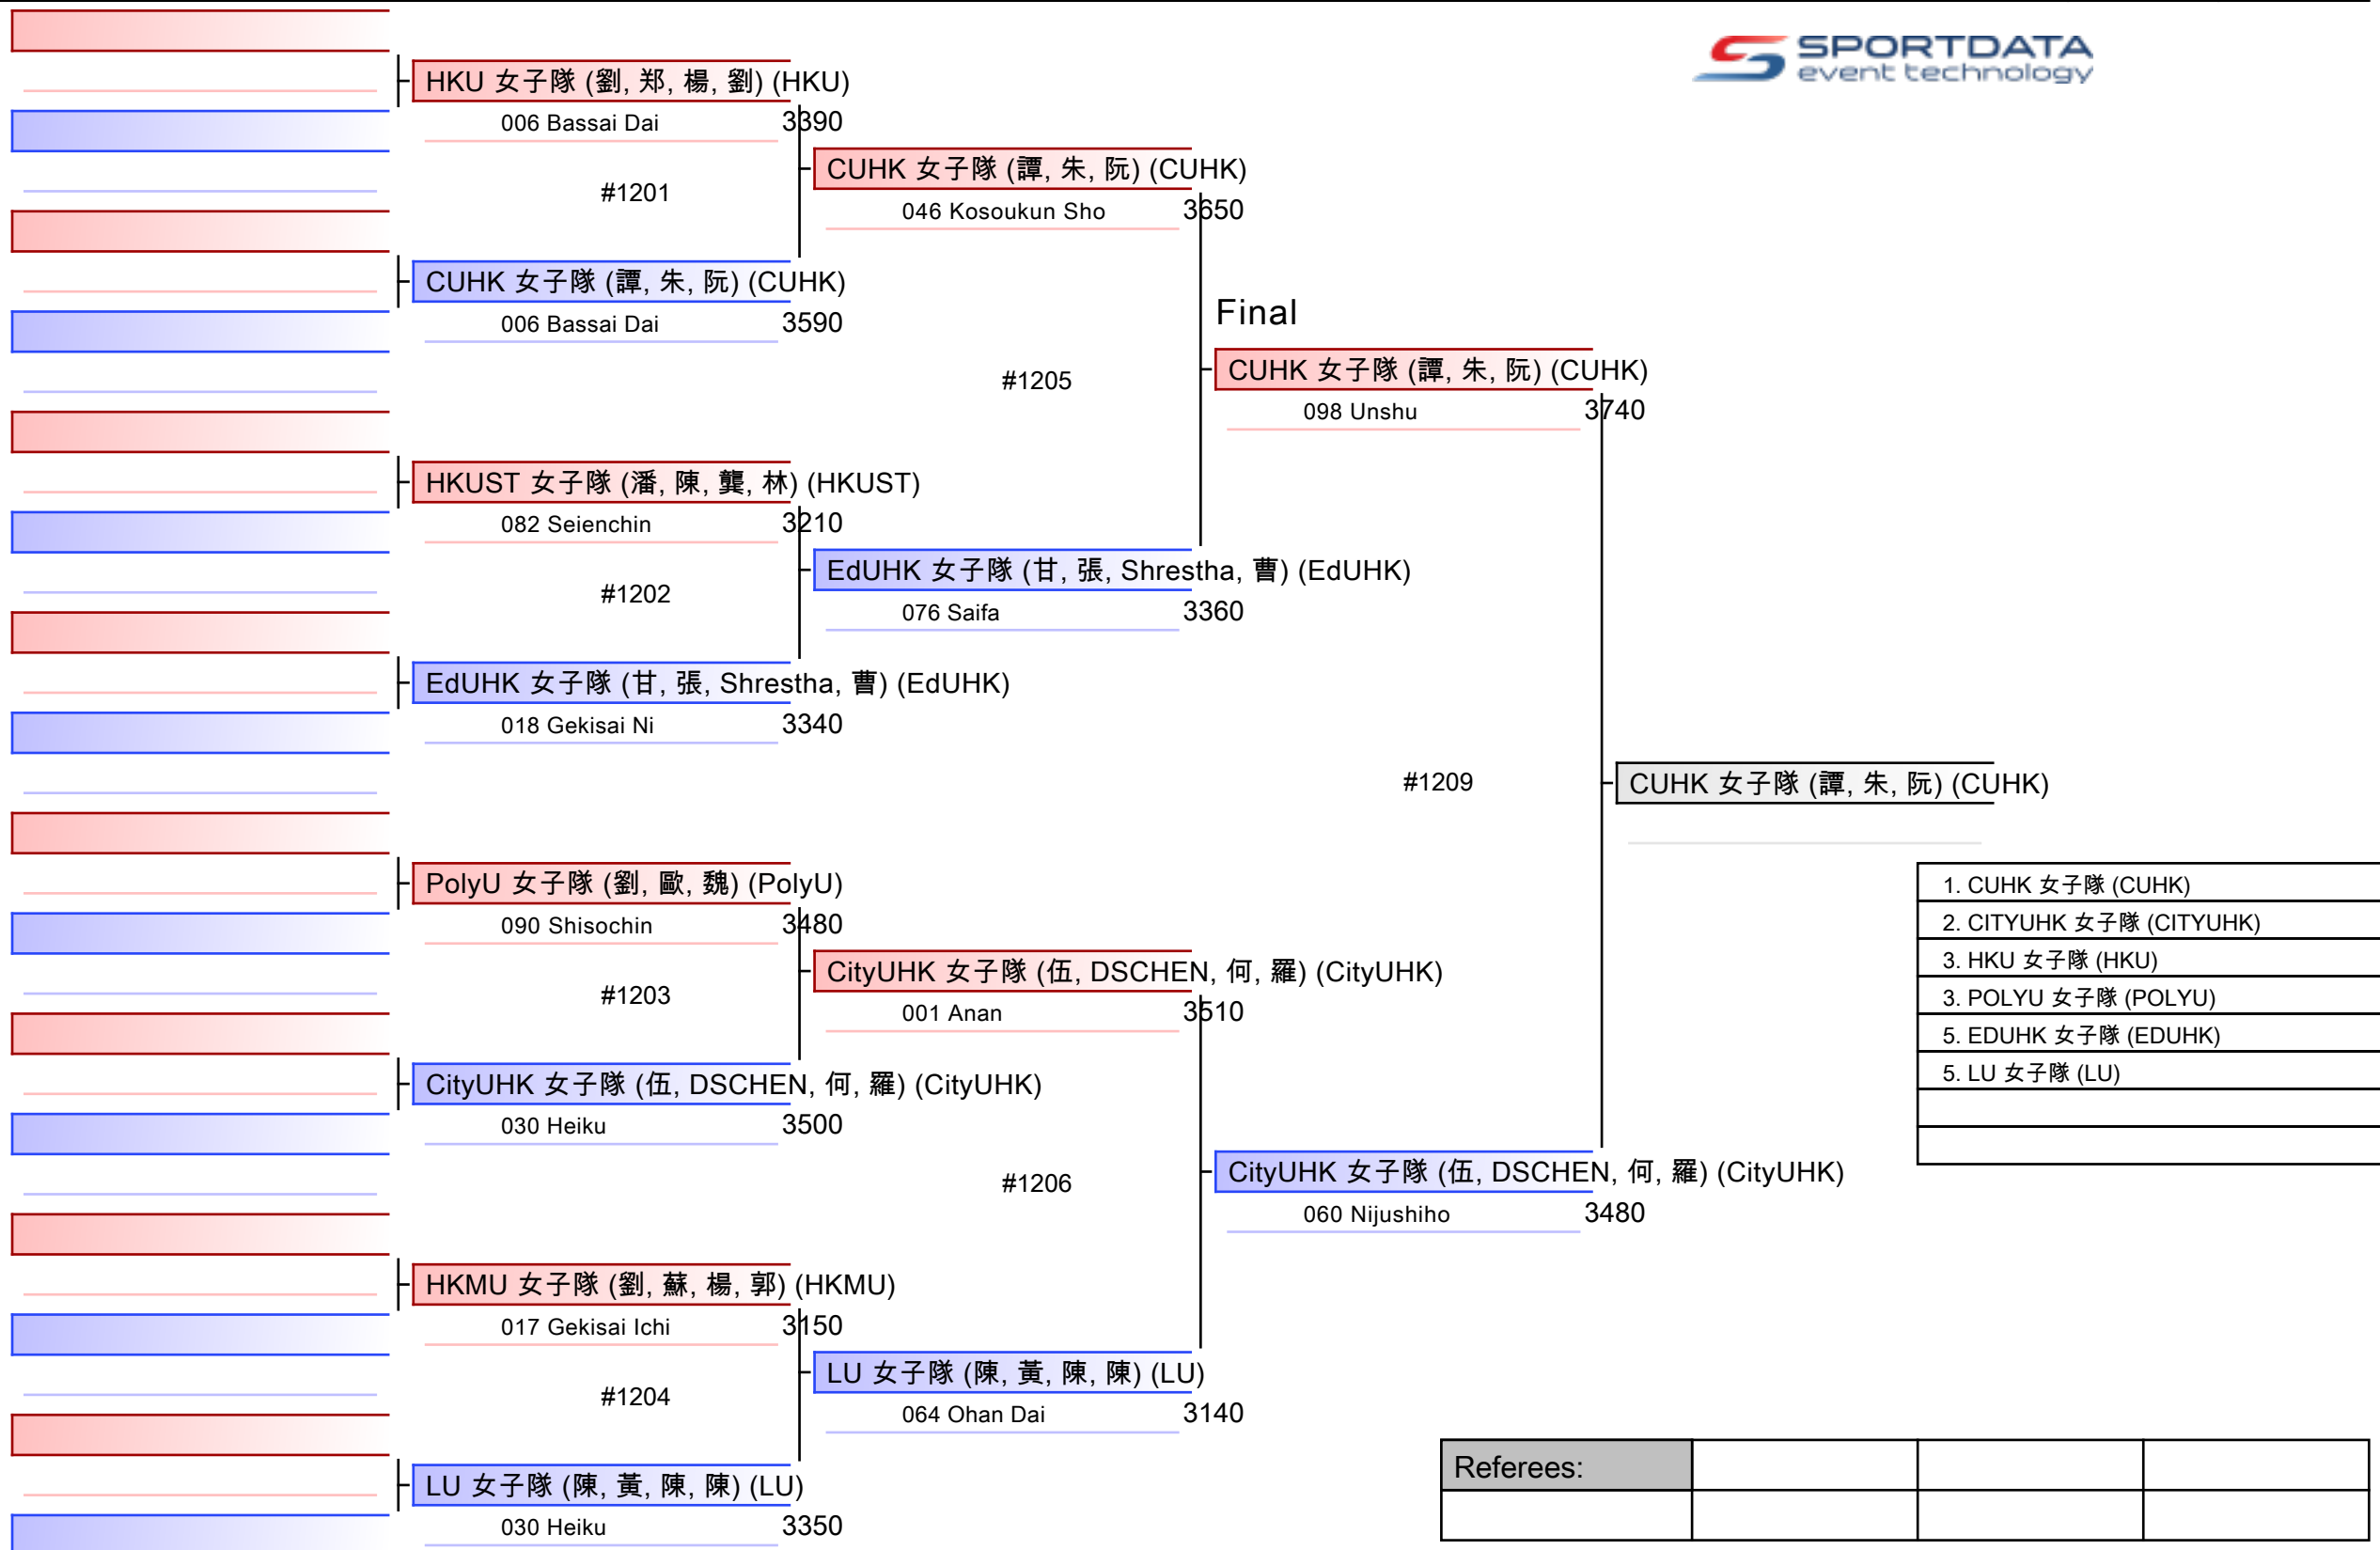 SPORTDATA
event technology
HKU 女子隊 (劉, 郑, 楊, 劉) (HKU)
006 Bassai Dai 3390
#1201
CUHK 女子隊 (譚, 朱, 阮) (CUHK)
006 Bassai Dai 3590
HKUST 女子隊 (潘, 陳, 龔, 林) (HKUST)
082 Seienchin 3210
#1202
EdUHK 女子隊 (甘, 張, Shrestha, 曹) (EdUHK)
018 Gekisai Ni 3340
PolyU 女子隊 (劉, 歐, 魏) (PolyU)
090 Shisochin 3480
#1203
CityUHK 女子隊 (伍, DSCHEN, 何, 羅) (CityUHK)
030 Heiku 3500
HKMU 女子隊 (劉, 蘇, 楊, 郭) (HKMU)
017 Gekisai Ichi 3150
#1204
LU 女子隊 (陳, 黃, 陳, 陳) (LU)
030 Heiku 3350
CUHK 女子隊 (譚, 朱, 阮) (CUHK)
046 Kosoukun Sho 3650
#1205
EdUHK 女子隊 (甘, 張, Shrestha, 曹) (EdUHK)
076 Saifa 3360
CityUHK 女子隊 (伍, DSCHEN, 何, 羅) (CityUHK)
001 Anan 3510
#1206
LU 女子隊 (陳, 黃, 陳, 陳) (LU)
064 Ohan Dai 3140
Final
CUHK 女子隊 (譚, 朱, 阮) (CUHK)
098 Unshu 3740
#1209
CityUHK 女子隊 (伍, DSCHEN, 何, 羅) (CityUHK)
060 Nijushiho 3480
CUHK 女子隊 (譚, 朱, 阮) (CUHK)
1. CUHK 女子隊 (CUHK)
2. CITYUHK 女子隊 (CITYUHK)
3. HKU 女子隊 (HKU)
3. POLYU 女子隊 (POLYU)
5. EDUHK 女子隊 (EDUHK)
5. LU 女子隊 (LU)
Referees: